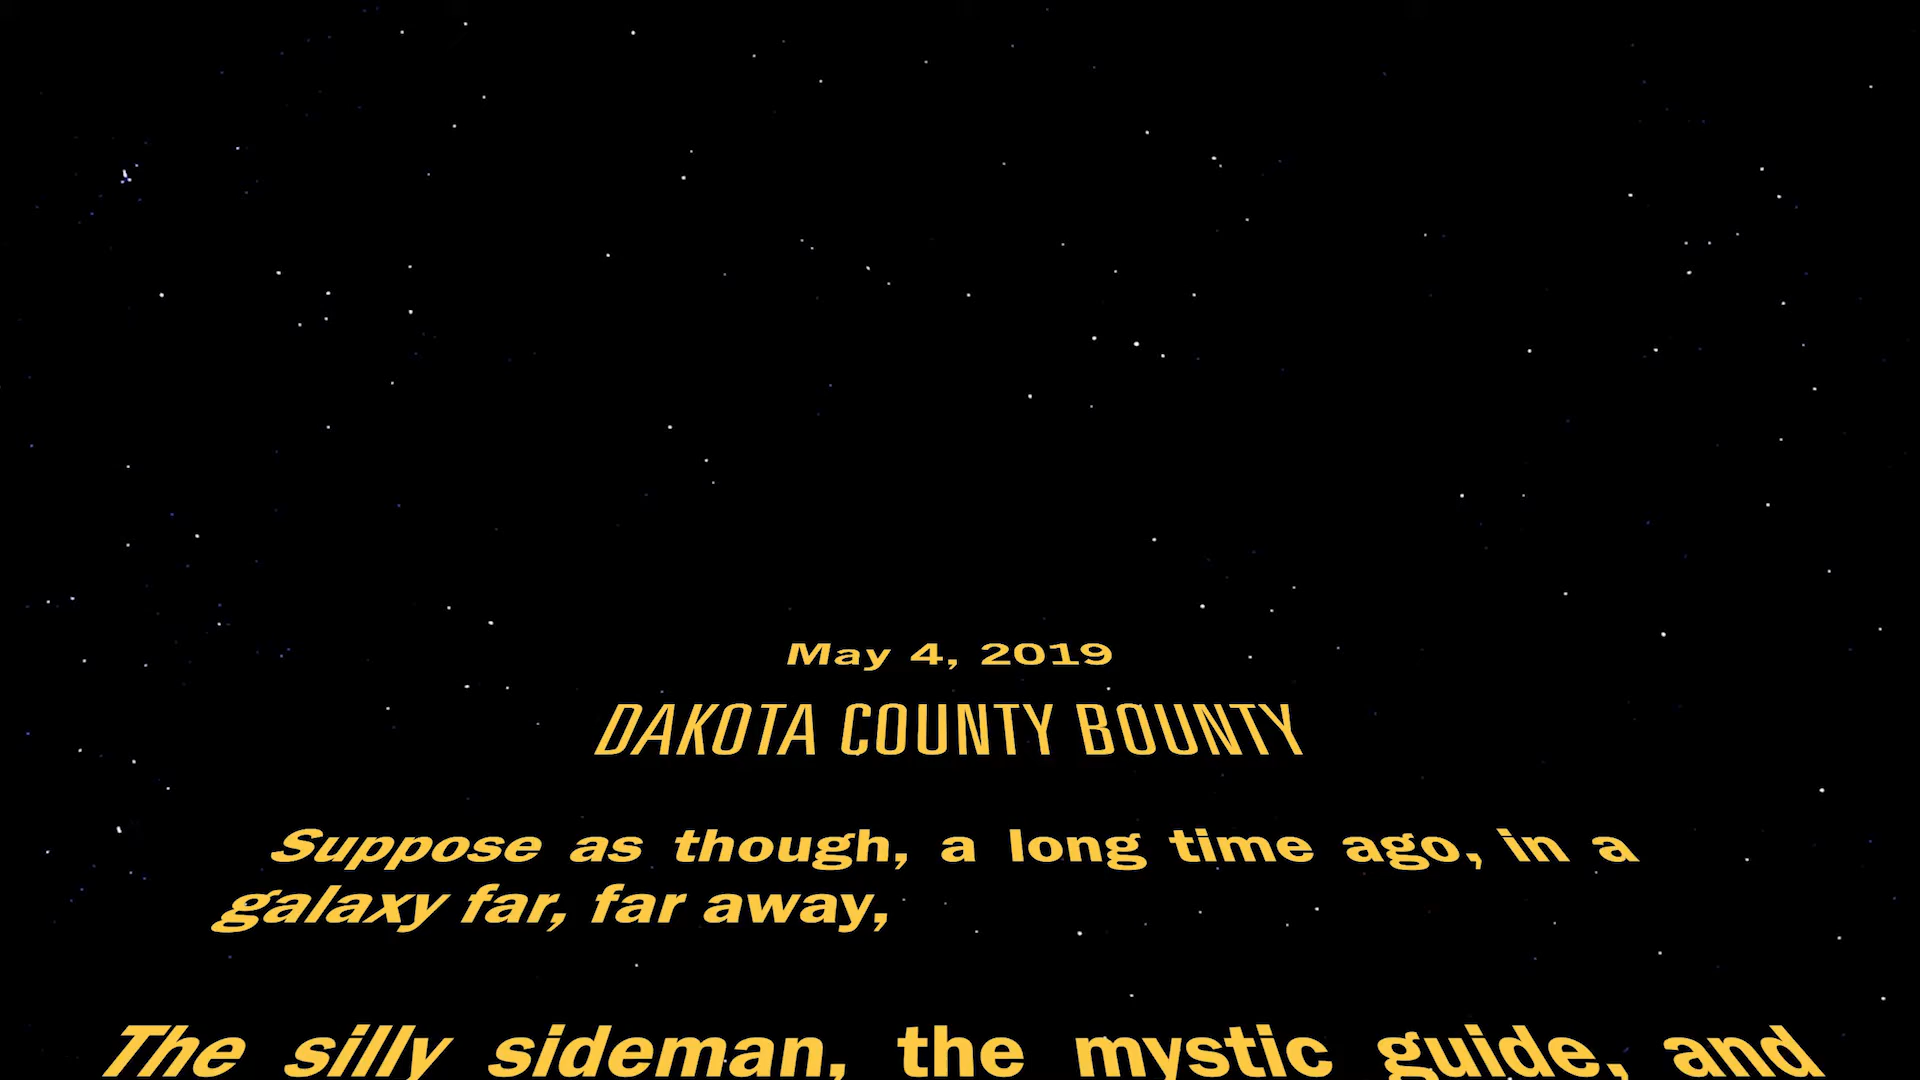 May 4, 2019
DAKOTA COUNTY BOUNTY
Suppose as though, a long time ago, in a
galaxy far, far away,
The silly sideman, the mystic guide, and